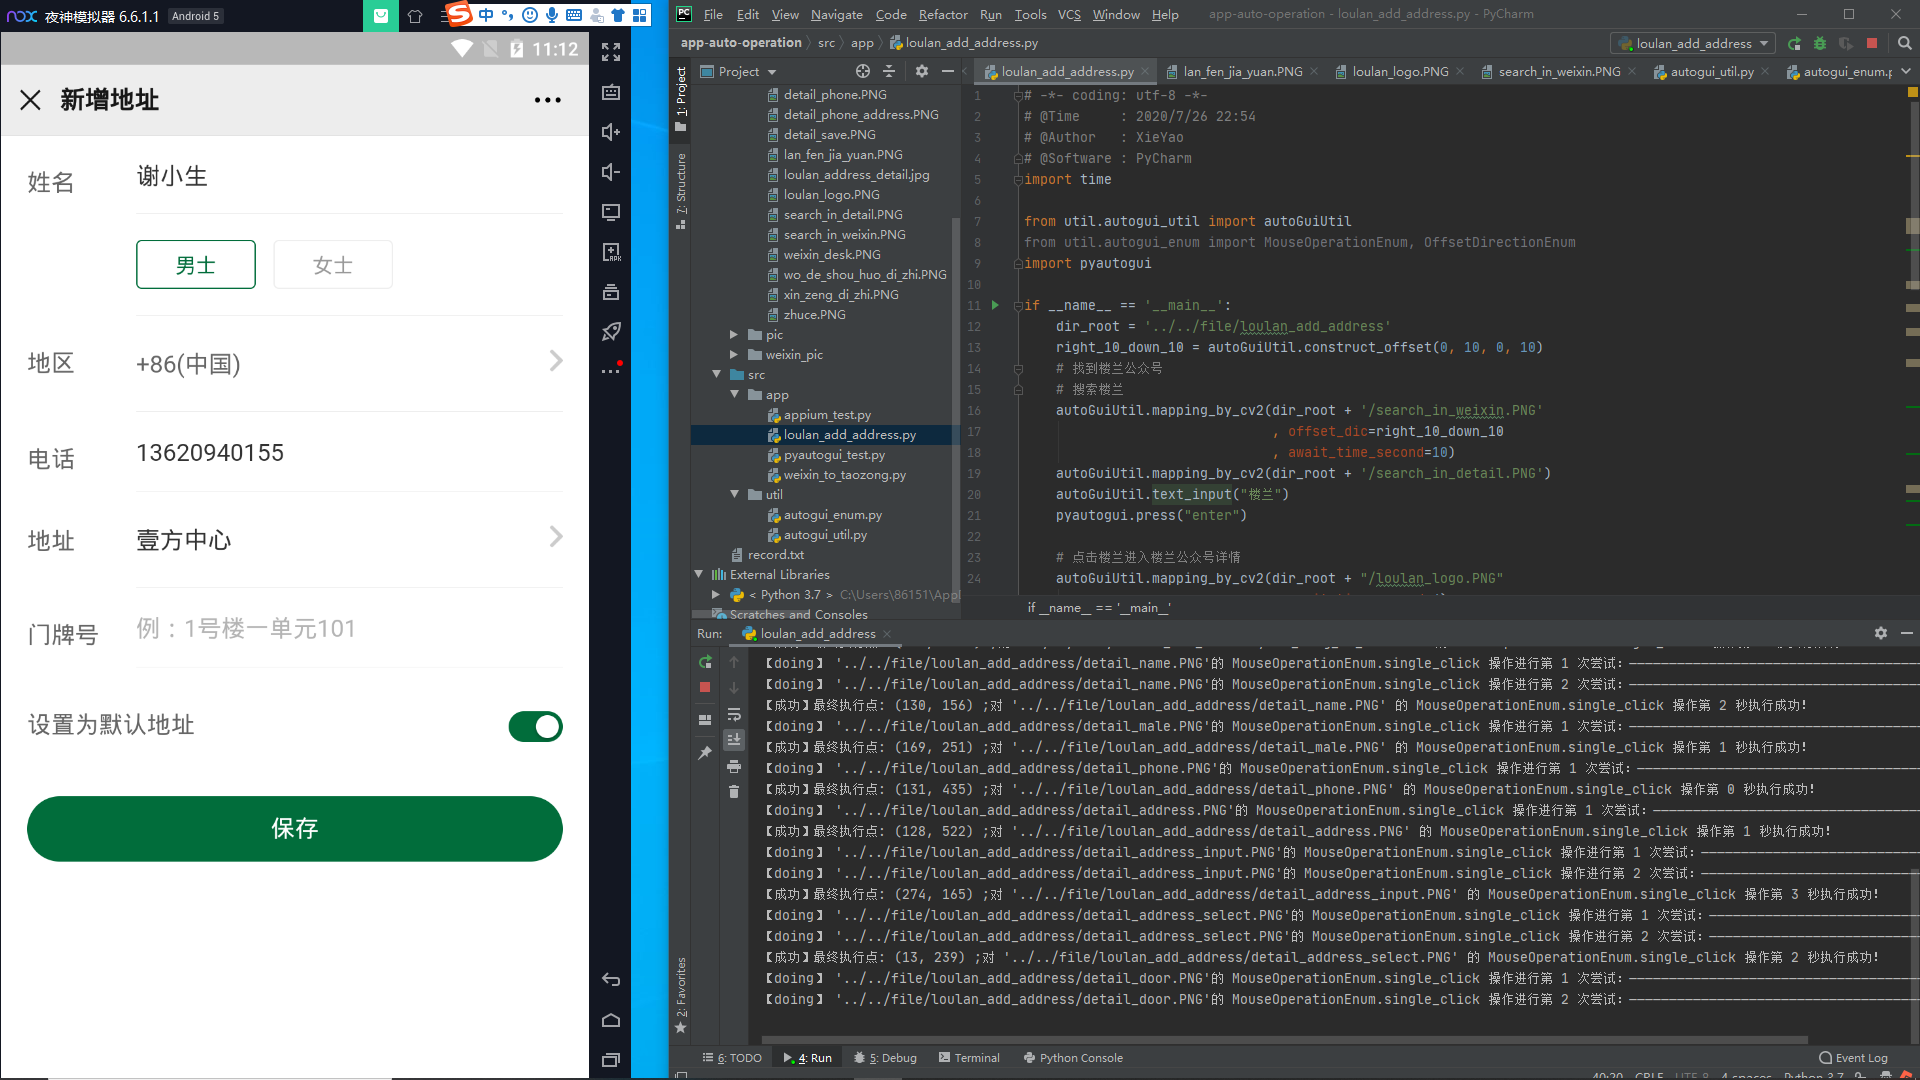 nox 夜神模拟器 6.6.1.1 Android 5
11:12
新增地址
姓名 谢小生
男士 女士
地区 +86(中国)
电话 13620940155
地址 壹方中心
门牌号 例：1号楼一单元101
设置为默认地址
保存
File Edit View Navigate Code Refactor Run Tools VCS Window Help app-auto-operation - loulan_add_address.py - PyCharm
app-auto-operation src app loulan_add_address.py
loulan_add_address
Project
loulan_add_address.py lan_fen_jia_yuan.PNG loulan_logo.PNG search_in_weixin.PNG autogui_util.py autogui_enum.p
1: Project
7: Structure
2: Favorites
detail_phone.PNG
detail_phone_address.PNG
detail_save.PNG
lan_fen_jia_yuan.PNG
loulan_address_detail.jpg
loulan_logo.PNG
search_in_detail.PNG
search_in_weixin.PNG
weixin_desk.PNG
wo_de_shou_huo_di_zhi.PNG
xin_zeng_di_zhi.PNG
zhuce.PNG
pic
weixin_pic
src
app
appium_test.py
loulan_add_address.py
pyautogui_test.py
weixin_to_taozong.py
util
autogui_enum.py
autogui_util.py
record.txt
External Libraries
< Python 3.7 > C:\Users\86151\Appl
Scratches and Consoles
1 # -*- coding: utf-8 -*-
2 # @Time     : 2020/7/26 22:54
3 # @Author   : XieYao
4 # @Software : PyCharm
5 import time
6
7 from util.autogui_util import autoGuiUtil
8 from util.autogui_enum import MouseOperationEnum, OffsetDirectionEnum
9 import pyautogui
10
11 if __name__ == '__main__':
12     dir_root = '../../file/loulan_add_address'
13     right_10_down_10 = autoGuiUtil.construct_offset(0, 10, 0, 10)
14     # 找到楼兰公众号
15     # 搜索楼兰
16     autoGuiUtil.mapping_by_cv2(dir_root + '/search_in_weixin.PNG'
17                                , offset_dic=right_10_down_10
18                                , await_time_second=10)
19     autoGuiUtil.mapping_by_cv2(dir_root + '/search_in_detail.PNG')
20     autoGuiUtil.text_input("楼兰")
21     pyautogui.press("enter")
22
23     # 点击楼兰进入楼兰公众号详情
24     autoGuiUtil.mapping_by_cv2(dir_root + "/loulan_logo.PNG"
if __name__ == '__main__'
Run: loulan_add_address
【doing】 '../../file/loulan_add_address/detail_name.PNG'的 MouseOperationEnum.single_click 操作进行第 1 次尝试:
【doing】 '../../file/loulan_add_address/detail_name.PNG'的 MouseOperationEnum.single_click 操作进行第 2 次尝试:
【成功】最终执行点: (130, 156) ;对 '../../file/loulan_add_address/detail_name.PNG' 的 MouseOperationEnum.single_click 操作第 2 秒执行成功!
【doing】 '../../file/loulan_add_address/detail_male.PNG'的 MouseOperationEnum.single_click 操作进行第 1 次尝试:
【成功】最终执行点: (169, 251) ;对 '../../file/loulan_add_address/detail_male.PNG' 的 MouseOperationEnum.single_click 操作第 1 秒执行成功!
【doing】 '../../file/loulan_add_address/detail_phone.PNG'的 MouseOperationEnum.single_click 操作进行第 1 次尝试:
【成功】最终执行点: (131, 435) ;对 '../../file/loulan_add_address/detail_phone.PNG' 的 MouseOperationEnum.single_click 操作第 0 秒执行成功!
【doing】 '../../file/loulan_add_address/detail_address.PNG'的 MouseOperationEnum.single_click 操作进行第 1 次尝试:
【成功】最终执行点: (128, 522) ;对 '../../file/loulan_add_address/detail_address.PNG' 的 MouseOperationEnum.single_click 操作第 1 秒执行成功!
【doing】 '../../file/loulan_add_address/detail_address_input.PNG'的 MouseOperationEnum.single_click 操作进行第 1 次尝试:
【doing】 '../../file/loulan_add_address/detail_address_input.PNG'的 MouseOperationEnum.single_click 操作进行第 2 次尝试:
【成功】最终执行点: (274, 165) ;对 '../../file/loulan_add_address/detail_address_input.PNG' 的 MouseOperationEnum.single_click 操作第 3 秒执行成功!
【doing】 '../../file/loulan_add_address/detail_address_select.PNG'的 MouseOperationEnum.single_click 操作进行第 1 次尝试:
【doing】 '../../file/loulan_add_address/detail_address_select.PNG'的 MouseOperationEnum.single_click 操作进行第 2 次尝试:
【成功】最终执行点: (13, 239) ;对 '../../file/loulan_add_address/detail_address_select.PNG' 的 MouseOperationEnum.single_click 操作第 2 秒执行成功!
【doing】 '../../file/loulan_add_address/detail_door.PNG'的 MouseOperationEnum.single_click 操作进行第 1 次尝试:
【doing】 '../../file/loulan_add_address/detail_door.PNG'的 MouseOperationEnum.single_click 操作进行第 2 次尝试:
6: TODO 4: Run 5: Debug Terminal Python Console Event Log